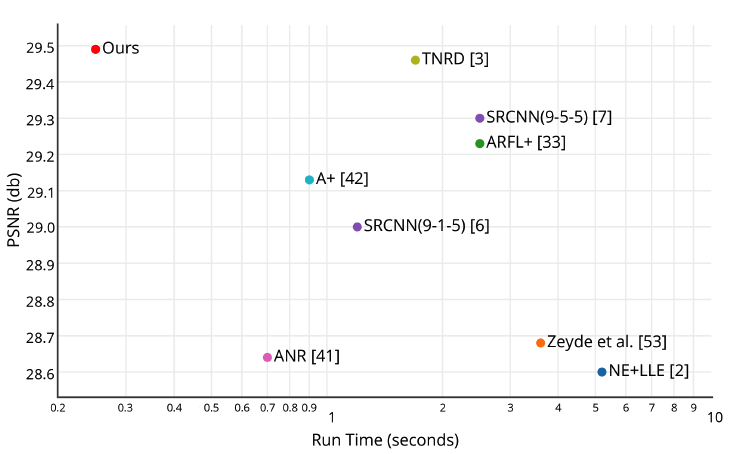 PSNR (db)
29.5
29.4
29.3
29.2
29.1
29.0
28.9
28.8
28.7
28.6
Ours
TNRD [3]
SRCNN(9-5-5) [7]
ARFL+ [33]
A+ [42]
SRCNN(9-1-5) [6]
Zeyde et al. [53]
ANR [41]
NE+LLE [2]
0.2 0.3 0.4 0.5 0.6 0.7 0.8 0.9 1 2 3 4 5 6 7 8 9 10
Run Time (seconds)